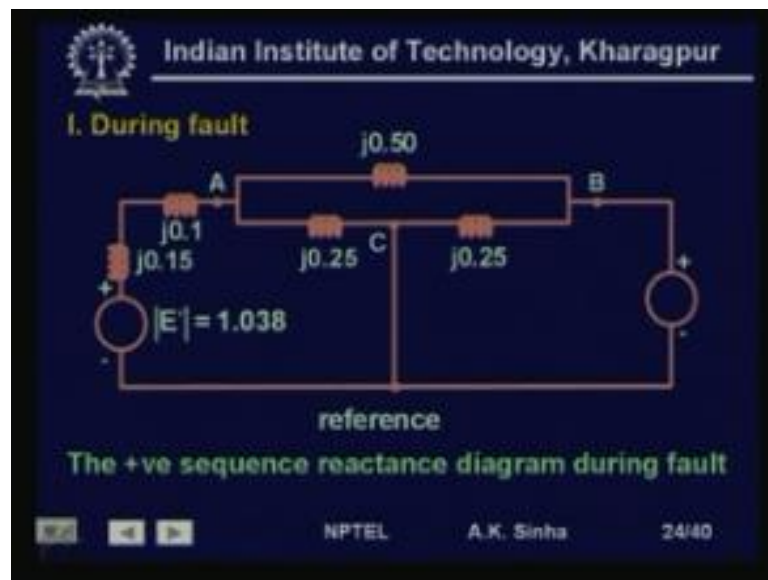 Indian Institute of Technology, Kharagpur
I. During fault
j0.50
A
B
j0.1
j0.15
j0.25
C
j0.25
+
+
|E'| = 1.038
-
-
reference
The +ve sequence reactance diagram during fault
NPTEL A.K. Sinha 24/40